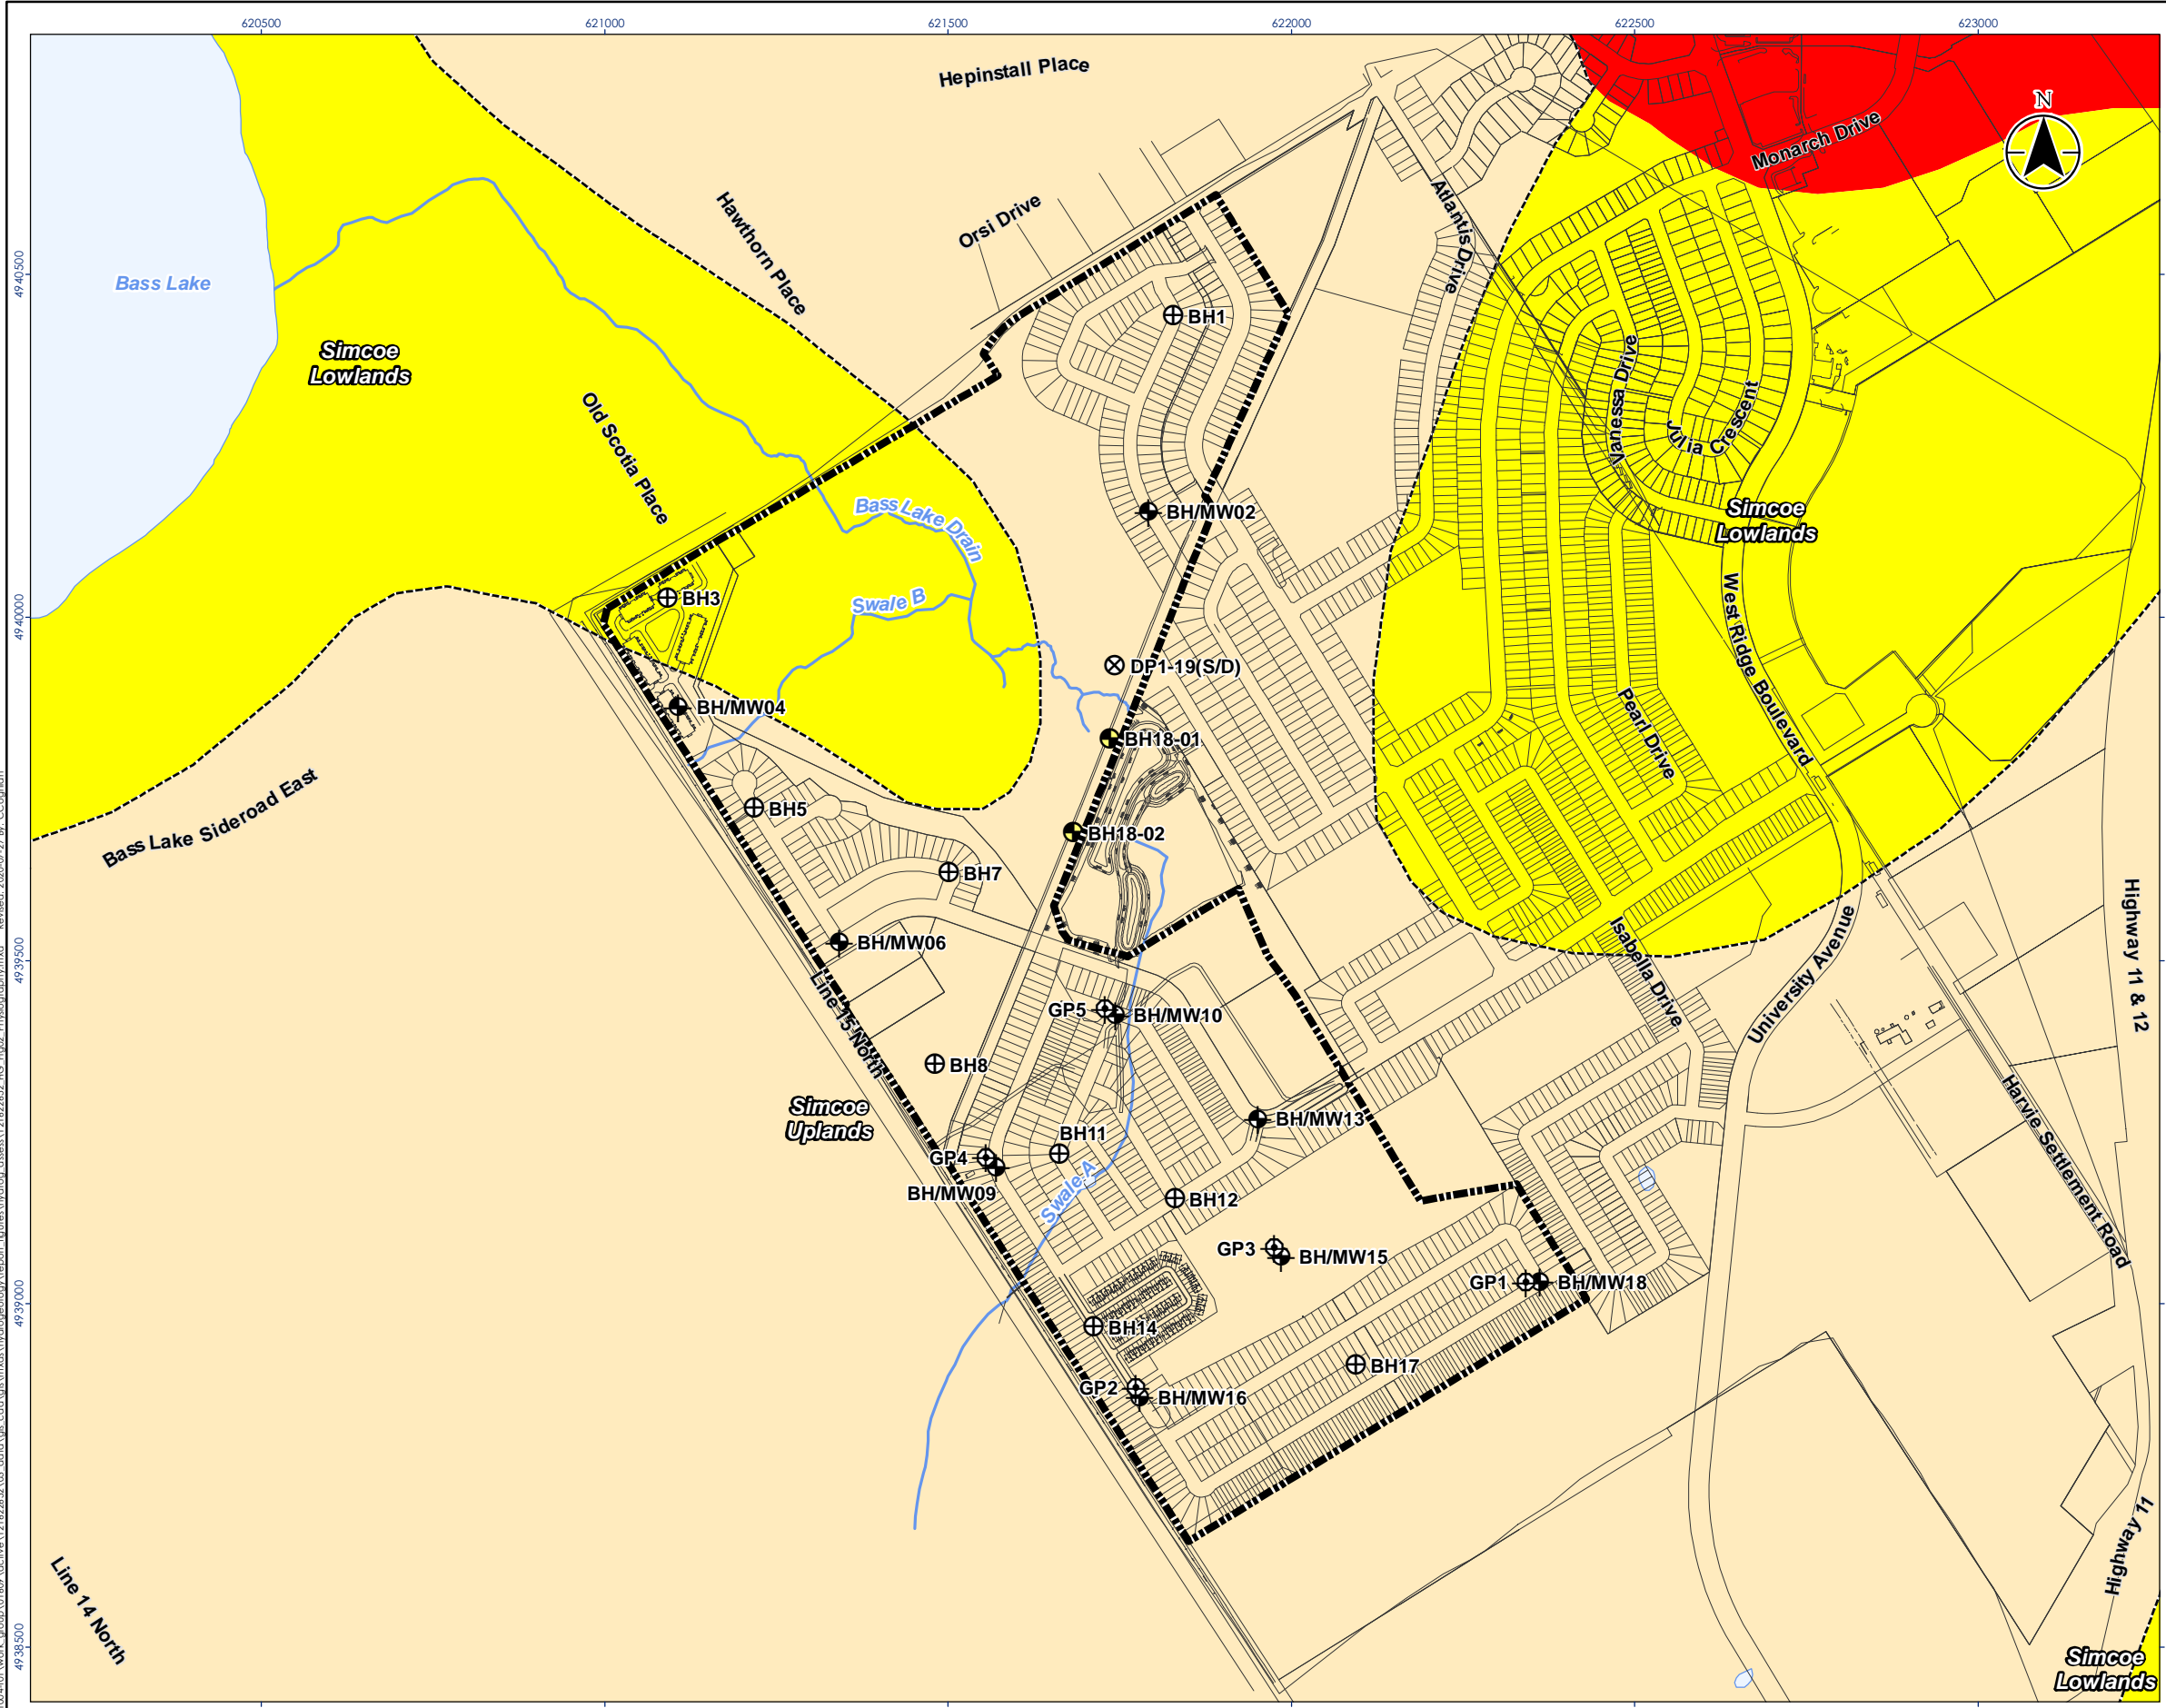 620500
621000
621500
622000
622500
623000
Hepinstall Place
N
Monarch Drive
Hawthorn Place
Orsi Drive
Atlantis Drive
4940500
Bass Lake
BH1
Simcoe
Lowlands
Vanessa Drive
Julia Crescent
Old Scotia Place
Bass Lake Drain
BH/MW02
Simcoe
Lowlands
BH3
Swale B
4940000
West Ridge Boulevard
DP1-19(S/D)
BH/MW04
Pearl Drive
BH18-01
Bass Lake Sideroad East
BH5
BH18-02
BH7
Highway 11 & 12
BH/MW06
Isabella Drive
University Avenue
4939500
Line 15 North
GP5
BH/MW10
BH8
Simcoe
Uplands
BH/MW13
Harvie Settlement Road
BH11
GP4
BH/MW09
Swale A
BH12
GP3
BH/MW15
GP1
BH/MW18
4939000
BH14
BH17
GP2
BH/MW16
Highway 11
Line 14 North
4938500
Simcoe
Lowlands